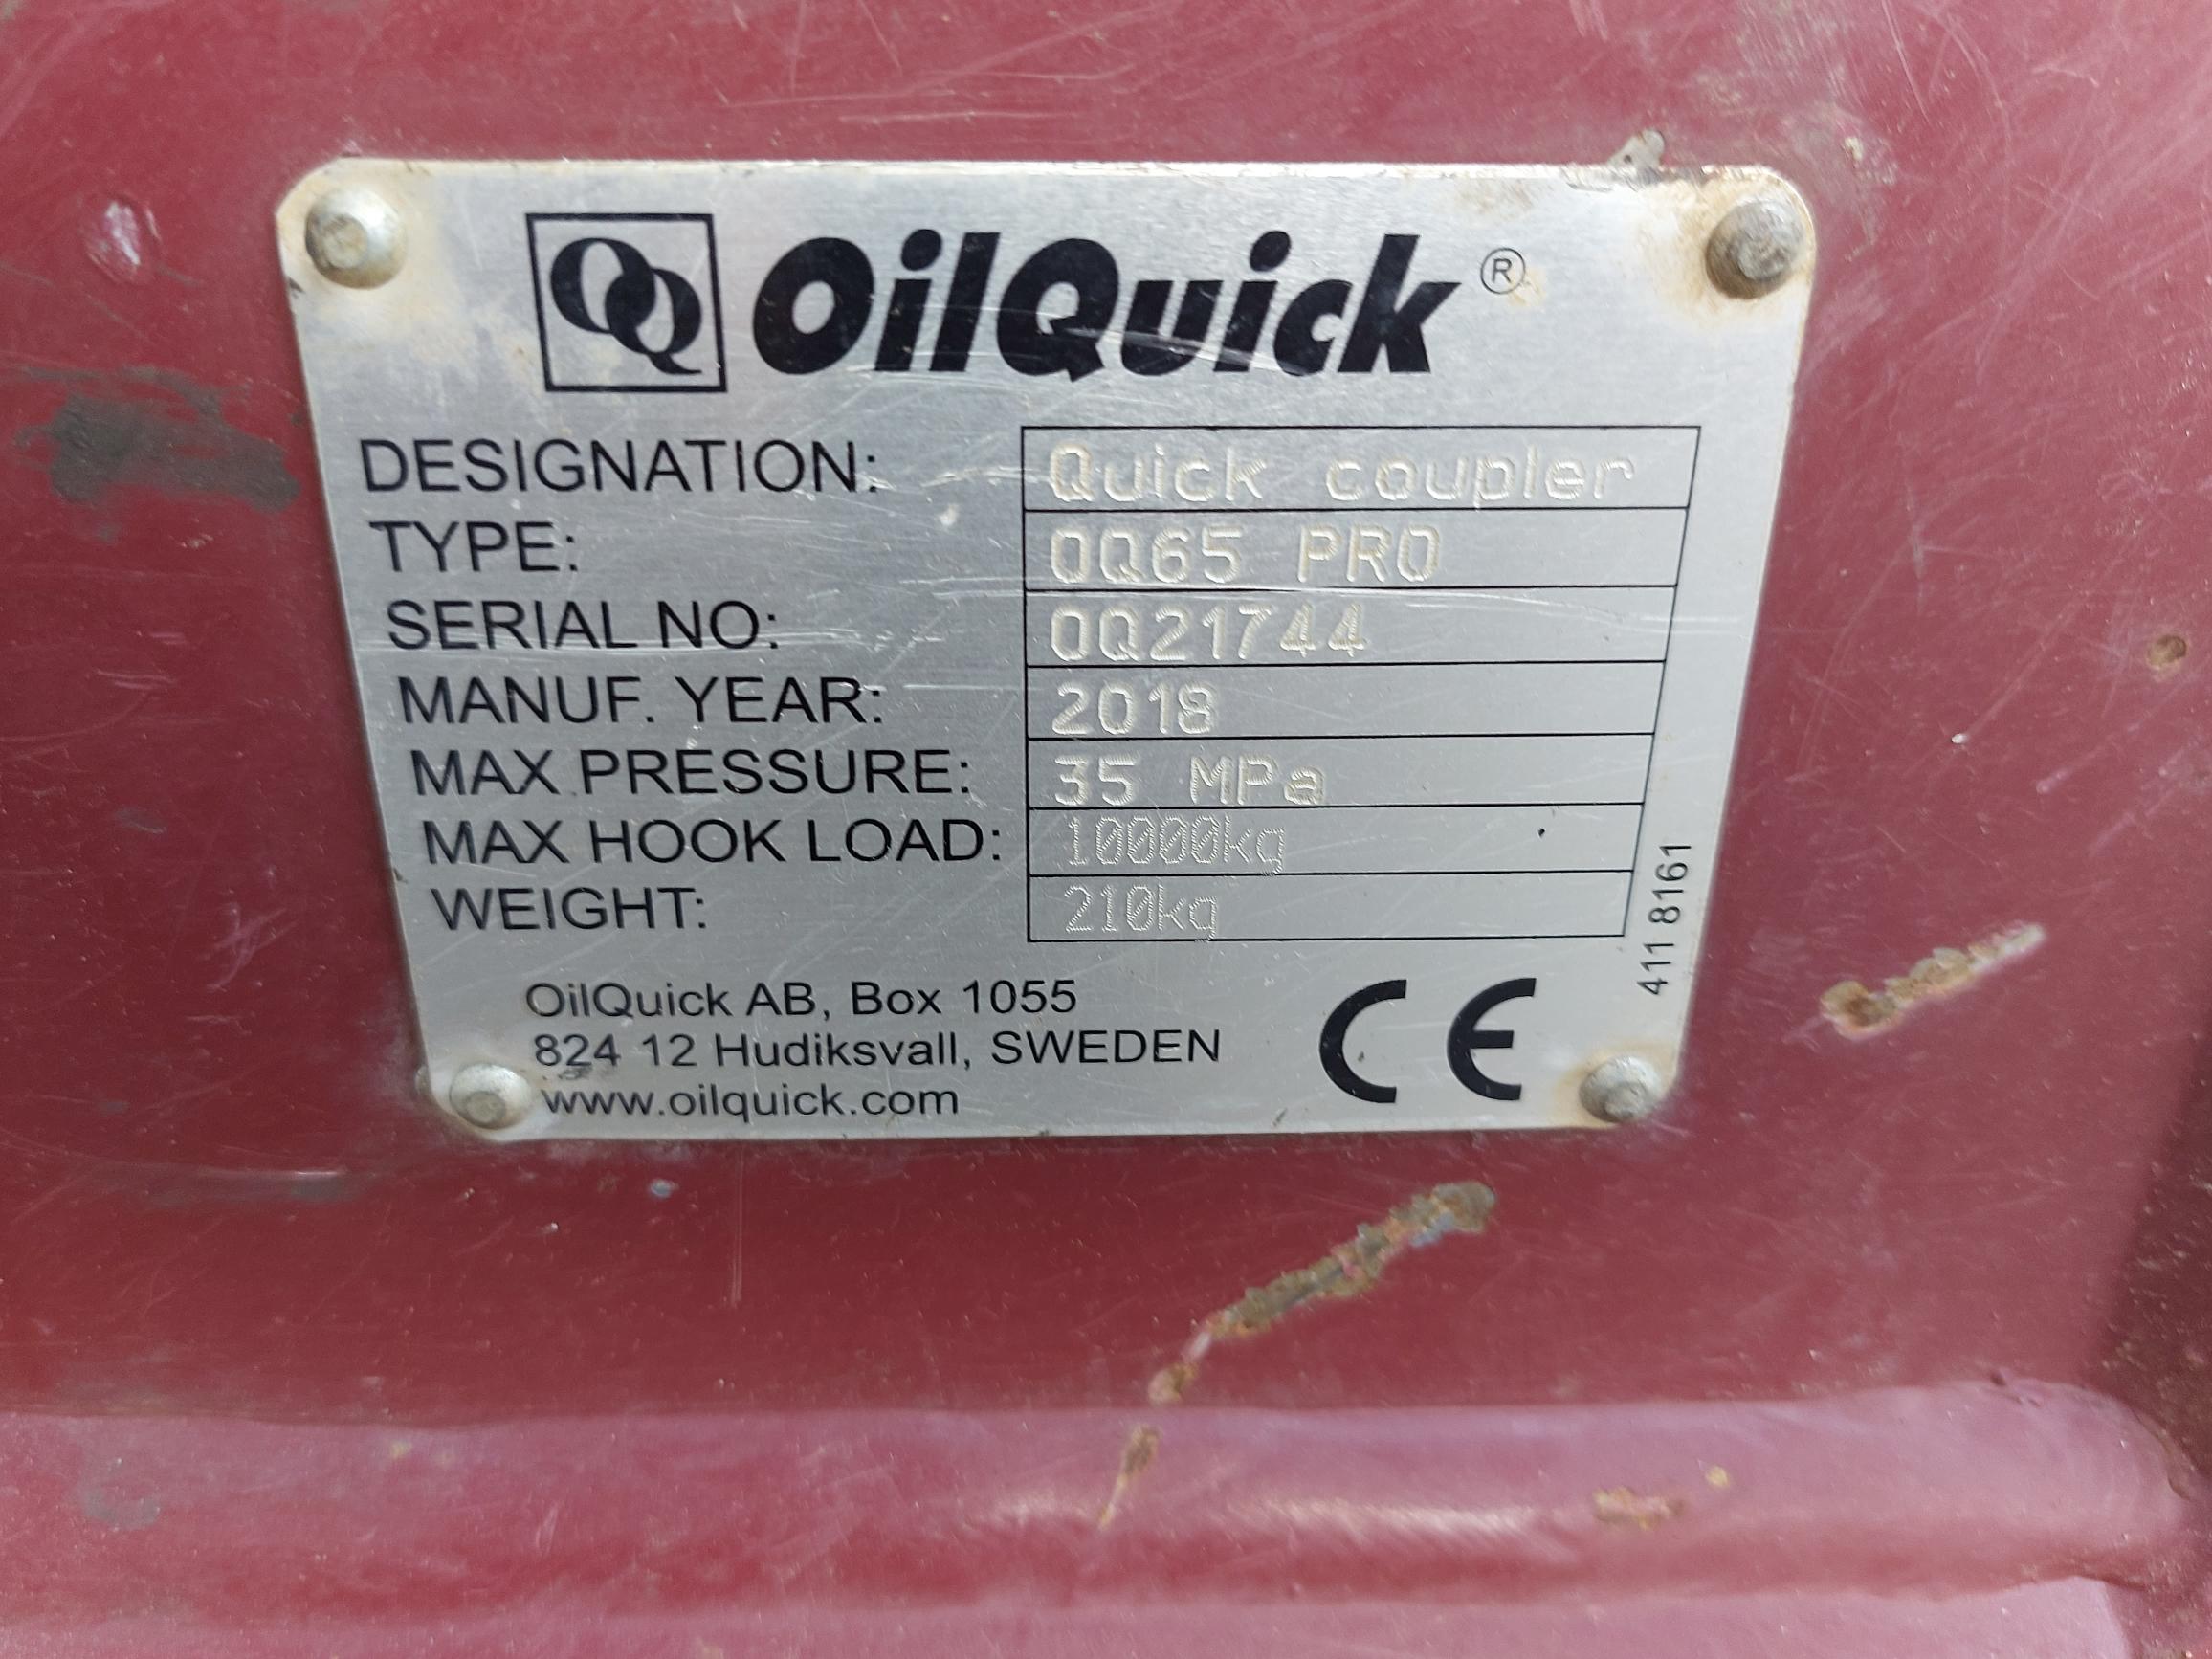 OQ OilQuick ®
DESIGNATION: Quick coupler
TYPE: OQ65 PRO
SERIAL NO: OQ21744
MANUF. YEAR: 2018
MAX PRESSURE: 35 MPa
MAX HOOK LOAD: 10000kg
WEIGHT: 210kg
411 8161
OilQuick AB, Box 1055
824 12 Hudiksvall, SWEDEN
www.oilquick.com
CE